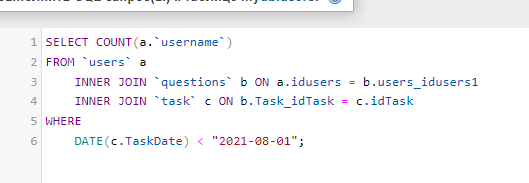 1 SELECT COUNT(a.`username`)
2 FROM `users` a
3 INNER JOIN `questions` b ON a.idusers = b.users_idusers1
4 INNER JOIN `task` c ON b.Task_idTask = c.idTask
5 WHERE
6 DATE(c.TaskDate) < "2021-08-01";